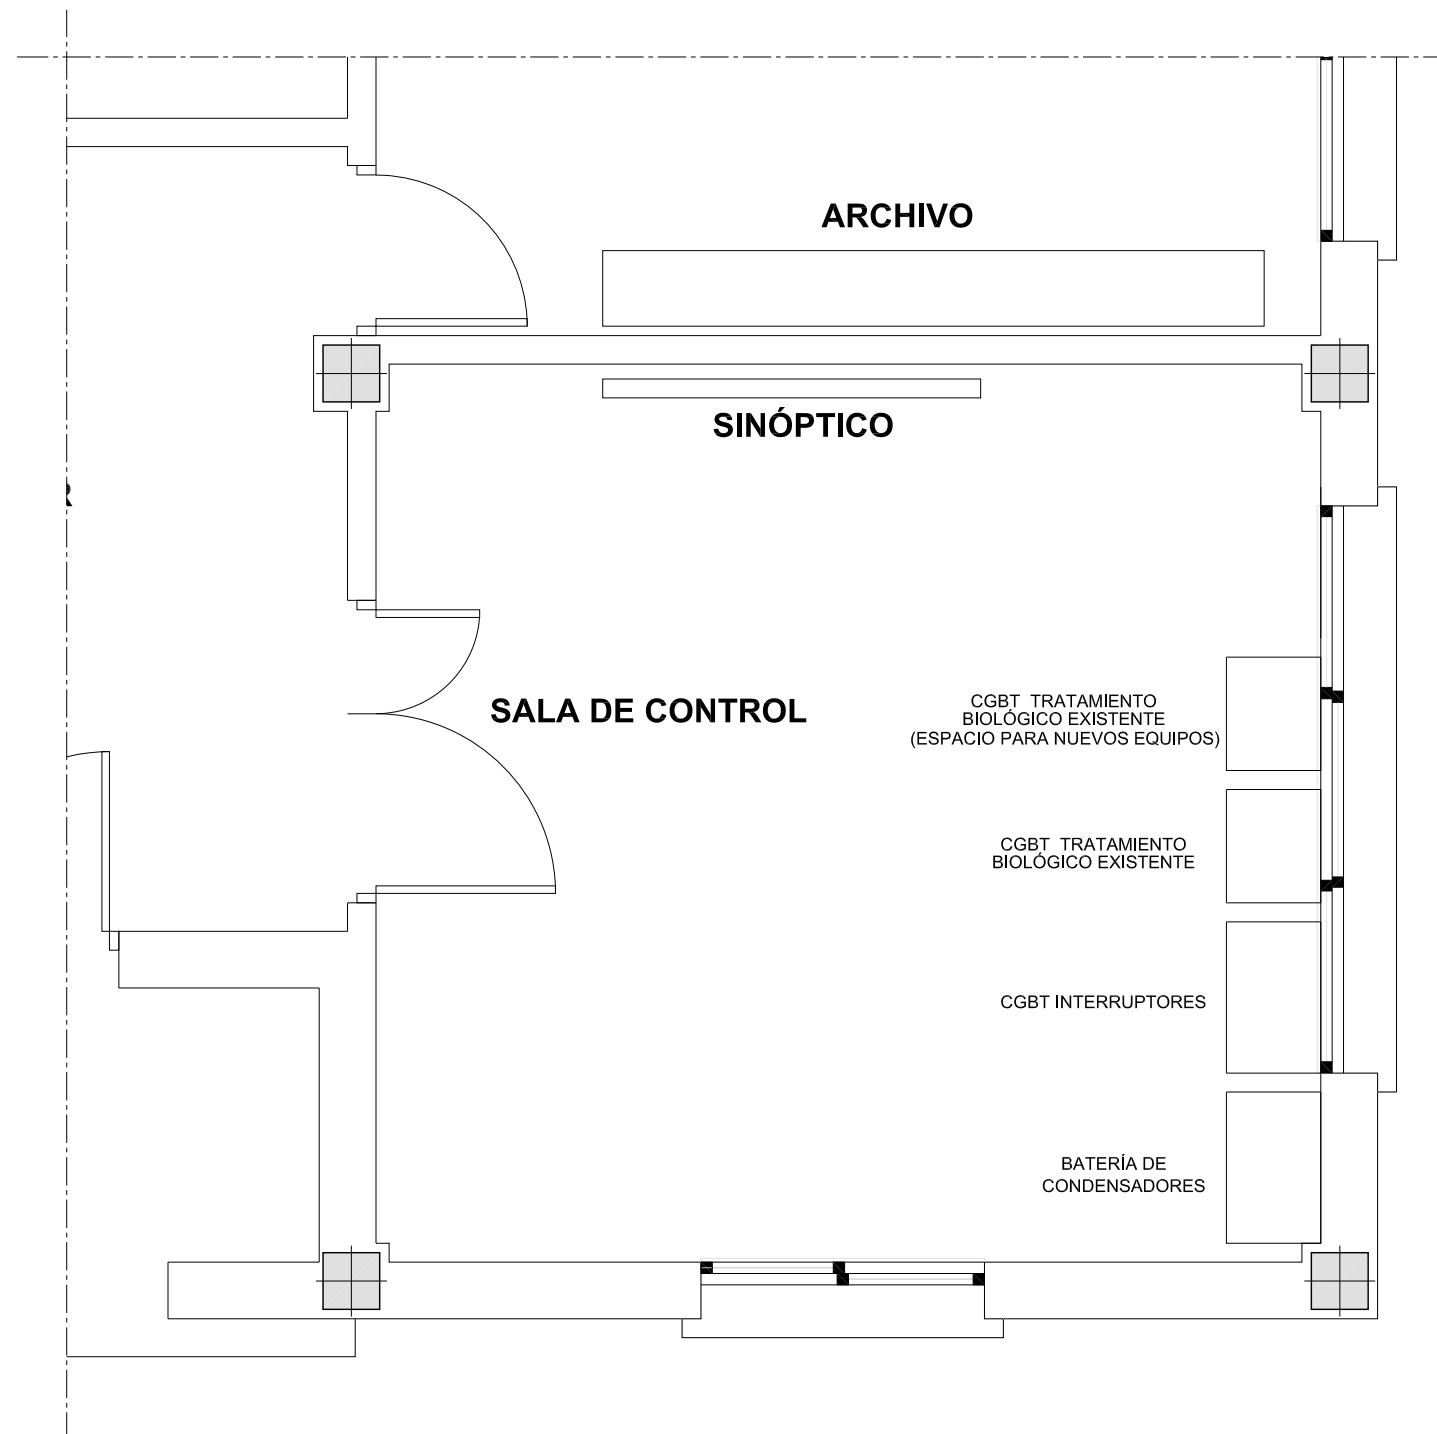 ARCHIVO
SINÓPTICO
R
SALA DE CONTROL
CGBT TRATAMIENTO
BIOLÓGICO EXISTENTE
(ESPACIO PARA NUEVOS EQUIPOS)
CGBT TRATAMIENTO
BIOLÓGICO EXISTENTE
CGBT INTERRUPTORES
BATERÍA DE
CONDENSADORES